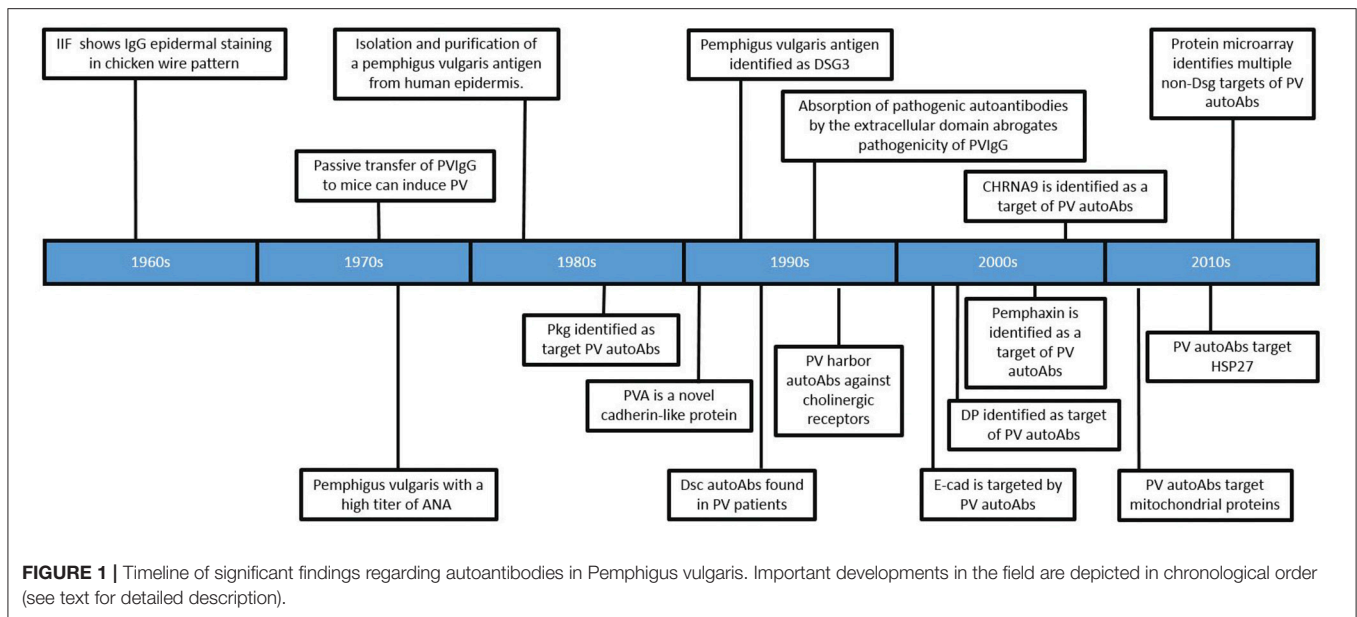 IIF shows IgG epidermal staining
in chicken wire pattern
Isolation and purification of
a pemphigus vulgaris antigen
from human epidermis.
Pemphigus vulgaris antigen
identified as DSG3
Protein microarray
identifies multiple
non-Dsg targets of PV
autoAbs
Absorption of pathogenic autoantibodies
by the extracellular domain abrogates
pathogenicity of PVIgG
Passive transfer of PVIgG
to mice can induce PV
CHRNA9 is identified as a
target of PV autoAbs
1960s
1970s
1980s
1990s
2000s
2010s
Pkg identified as
target PV autoAbs
PVA is a novel
cadherin-like protein
PV harbor
autoAbs against
cholinergic
receptors
Pemphaxin is
identified as a
target of PV
autoAbs
DP identified as target
of PV autoAbs
PV autoAbs target
HSP27
Pemphigus vulgaris with a
high titer of ANA
Dsc autoAbs found
in PV patients
E-cad is targeted by
PV autoAbs
PV autoAbs target
mitochondrial proteins
FIGURE 1 | Timeline of significant findings regarding autoantibodies in Pemphigus vulgaris. Important developments in the field are depicted in chronological order
(see text for detailed description).